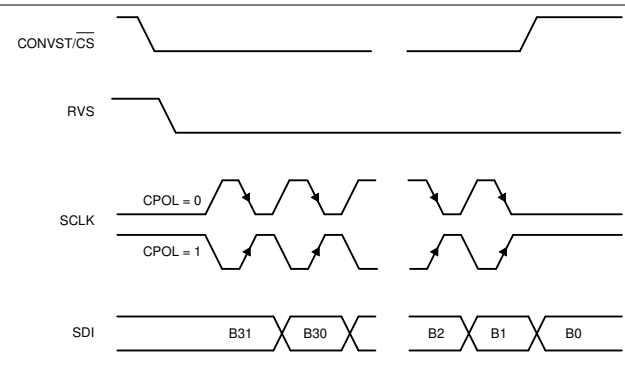 CONVST/CS
RVS
CPOL = 0
SCLK
CPOL = 1
SDI
B31 B30 B2 B1 B0